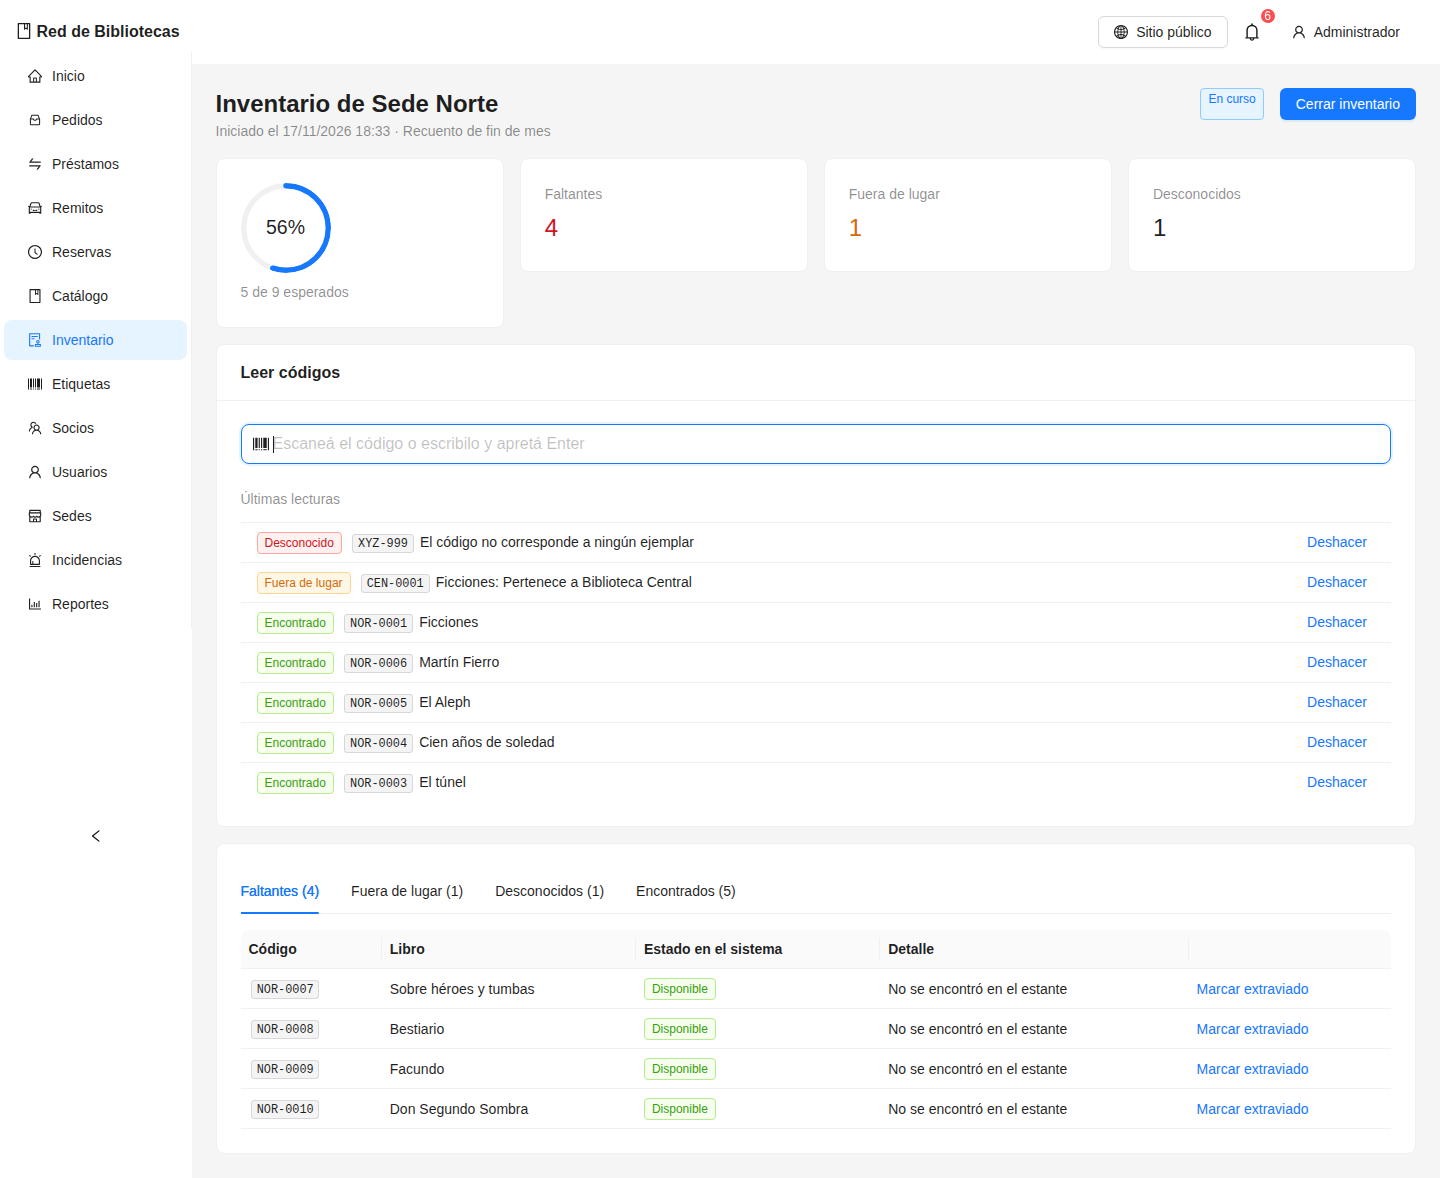 Red de Bibliotecas
Sitio público
6
Administrador
Inicio
Pedidos
Préstamos
Remitos
Reservas
Catálogo
Inventario
Etiquetas
Socios
Usuarios
Sedes
Incidencias
Reportes
Inventario de Sede Norte
Iniciado el 17/11/2026 18:33 · Recuento de fin de mes
En curso
Cerrar inventario
56%
5 de 9 esperados
Faltantes
4
Fuera de lugar
1
Desconocidos
1
Leer códigos
Escaneá el código o escribilo y apretá Enter
Últimas lecturas
Desconocido XYZ-999 El código no corresponde a ningún ejemplar Deshacer
Fuera de lugar CEN-0001 Ficciones: Pertenece a Biblioteca Central Deshacer
Encontrado NOR-0001 Ficciones Deshacer
Encontrado NOR-0006 Martín Fierro Deshacer
Encontrado NOR-0005 El Aleph Deshacer
Encontrado NOR-0004 Cien años de soledad Deshacer
Encontrado NOR-0003 El túnel Deshacer
Faltantes (4) Fuera de lugar (1) Desconocidos (1) Encontrados (5)
Código Libro Estado en el sistema Detalle
NOR-0007 Sobre héroes y tumbas Disponible No se encontró en el estante Marcar extraviado
NOR-0008 Bestiario Disponible No se encontró en el estante Marcar extraviado
NOR-0009 Facundo Disponible No se encontró en el estante Marcar extraviado
NOR-0010 Don Segundo Sombra Disponible No se encontró en el estante Marcar extraviado